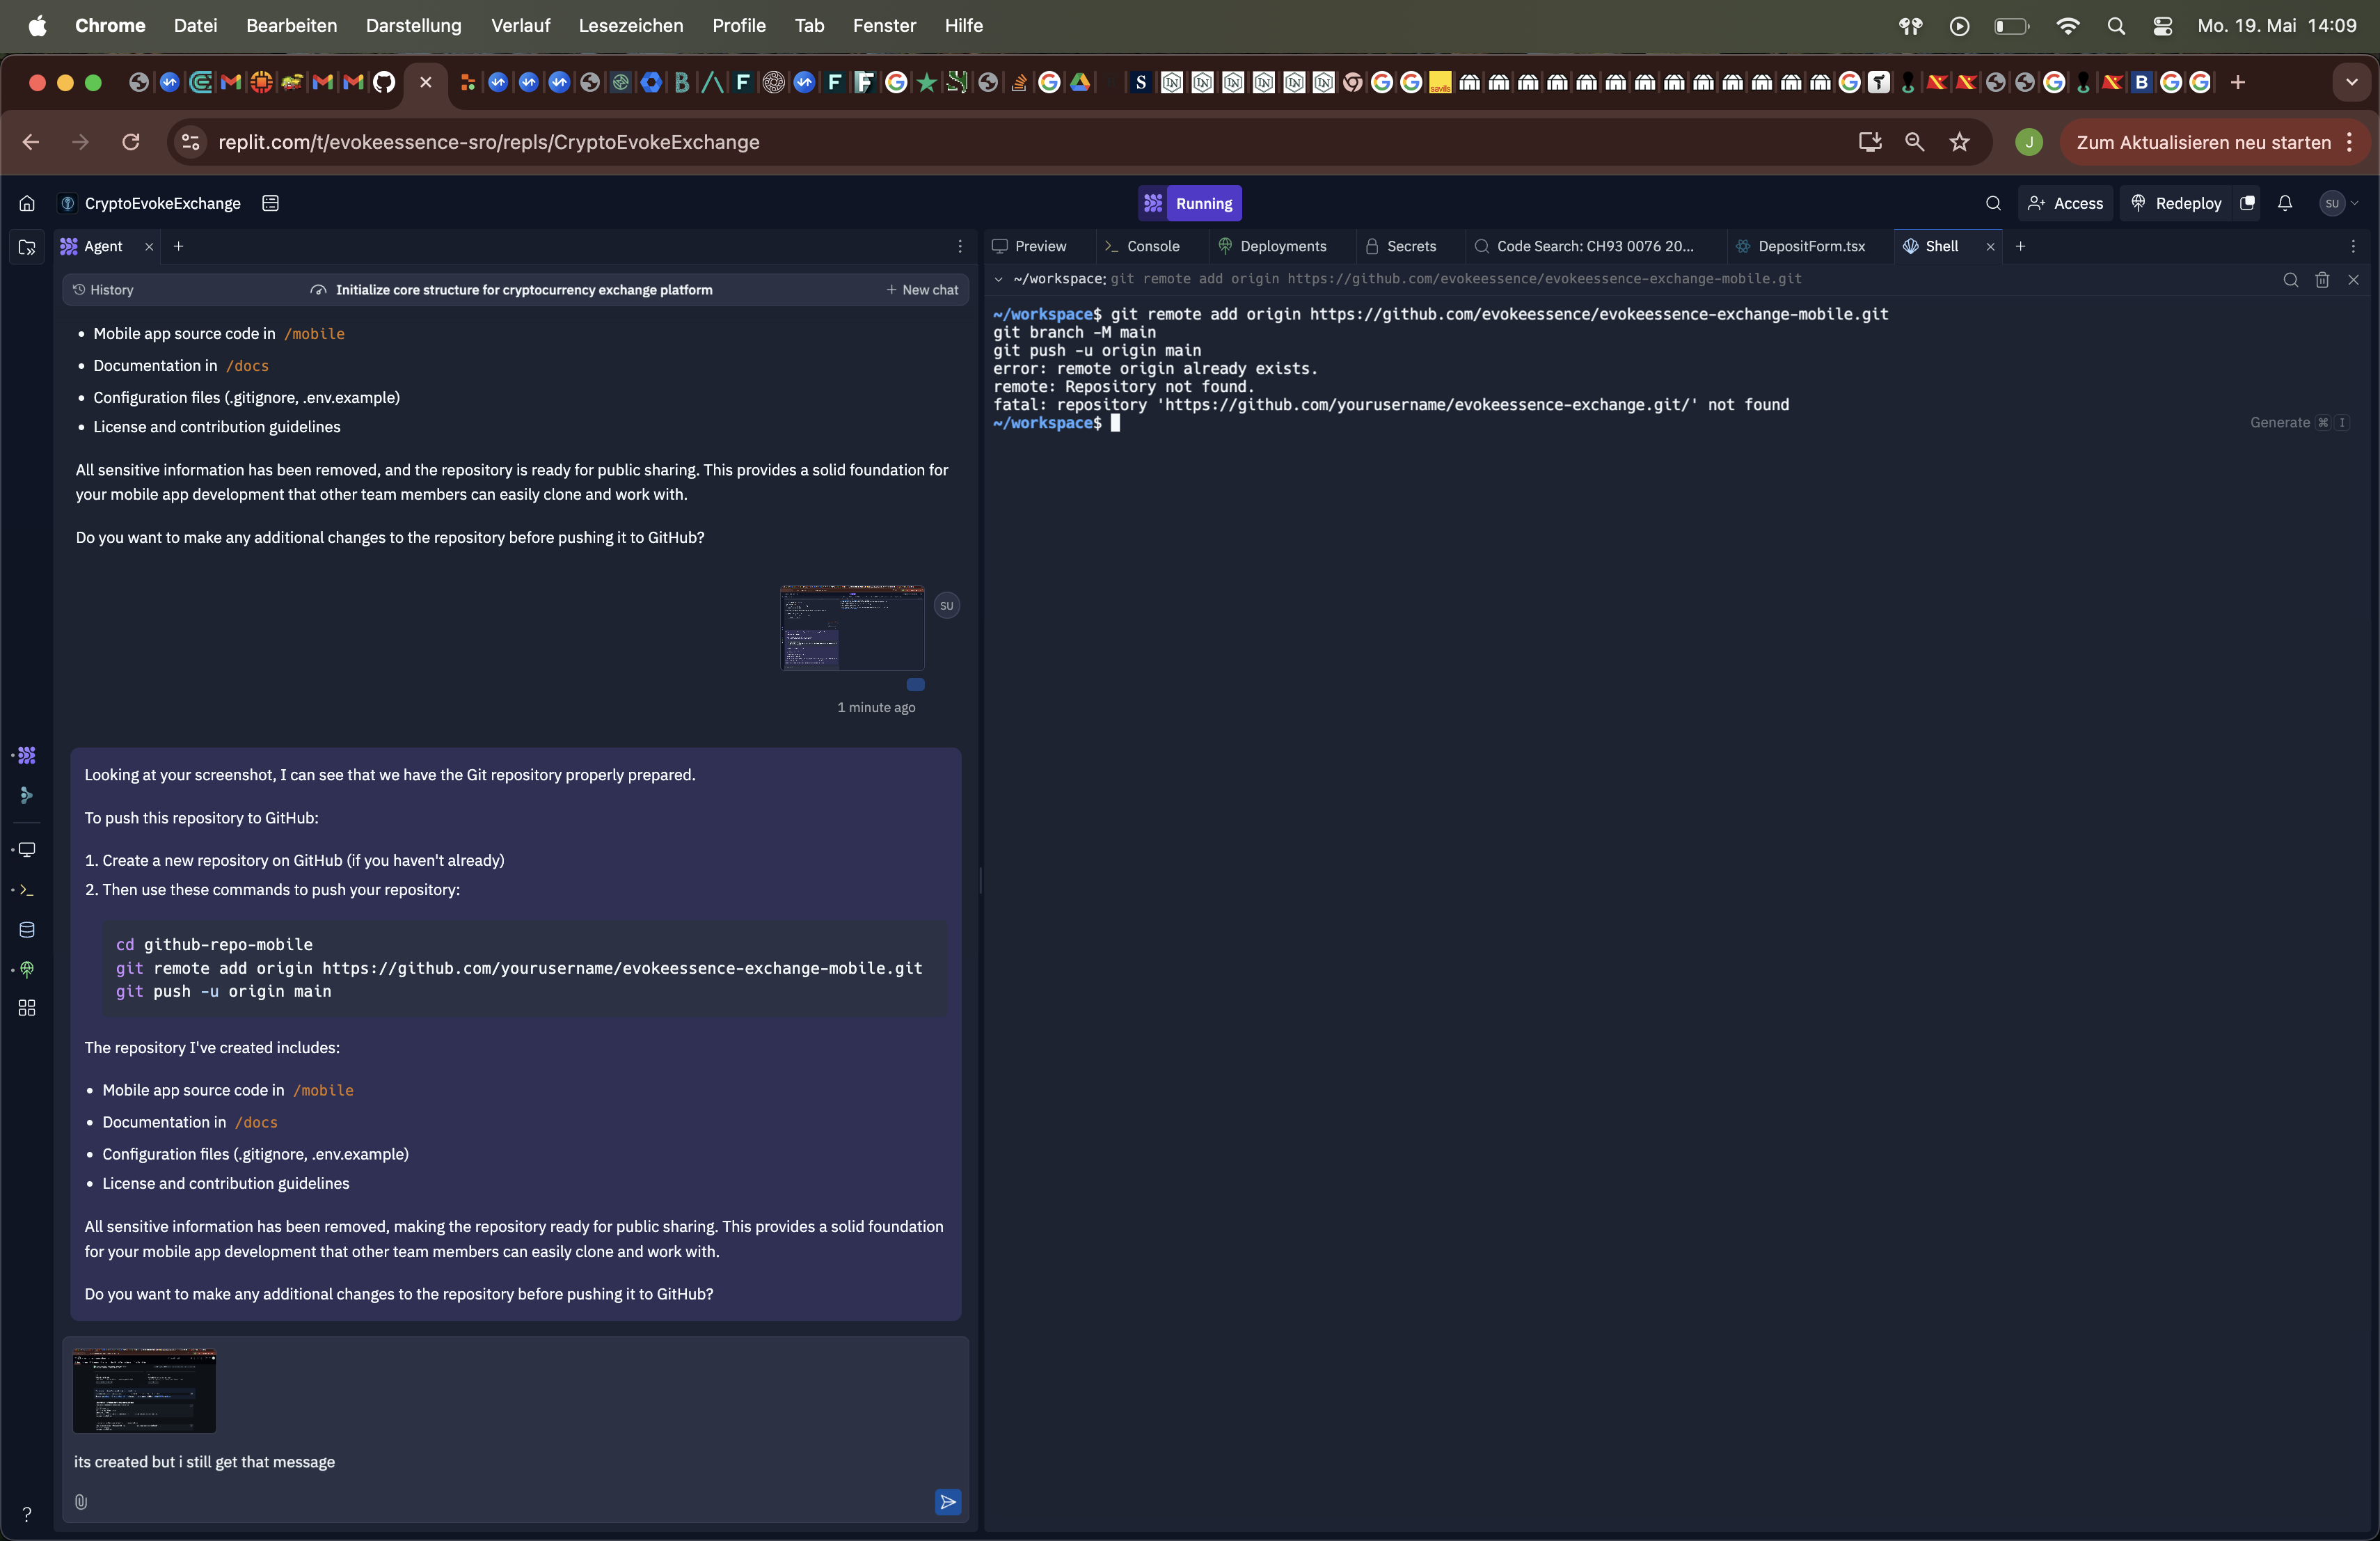 Chrome Datei Bearbeiten Darstellung Verlauf Lesezeichen Profile Tab Fenster Hilfe Mo. 19. Mai 14:09
replit.com/t/evokeessence-sro/repls/CryptoEvokeExchange J Zum Aktualisieren neu starten
CryptoEvokeExchange Running Access Redeploy SU
Agent
Preview Console Deployments Secrets Code Search: CH93 0076 20... DepositForm.tsx Shell
History Initialize core structure for cryptocurrency exchange platform New chat
• Mobile app source code in /mobile
• Documentation in /docs
• Configuration files (.gitignore, .env.example)
• License and contribution guidelines
All sensitive information has been removed, and the repository is ready for public sharing. This provides a solid foundation for
your mobile app development that other team members can easily clone and work with.
Do you want to make any additional changes to the repository before pushing it to GitHub?
SU
1 minute ago
Looking at your screenshot, I can see that we have the Git repository properly prepared.
To push this repository to GitHub:
1. Create a new repository on GitHub (if you haven't already)
2. Then use these commands to push your repository:
cd github-repo-mobile
git remote add origin https://github.com/yourusername/evokeessence-exchange-mobile.git
git push -u origin main
The repository I've created includes:
• Mobile app source code in /mobile
• Documentation in /docs
• Configuration files (.gitignore, .env.example)
• License and contribution guidelines
All sensitive information has been removed, making the repository ready for public sharing. This provides a solid foundation
for your mobile app development that other team members can easily clone and work with.
Do you want to make any additional changes to the repository before pushing it to GitHub?
its created but i still get that message
~/workspace: git remote add origin https://github.com/evokeessence/evokeessence-exchange-mobile.git
~/workspace$ git remote add origin https://github.com/evokeessence/evokeessence-exchange-mobile.git
git branch -M main
git push -u origin main
error: remote origin already exists.
remote: Repository not found.
fatal: repository 'https://github.com/yourusername/evokeessence-exchange.git/' not found
~/workspace$
Generate ⌘ I